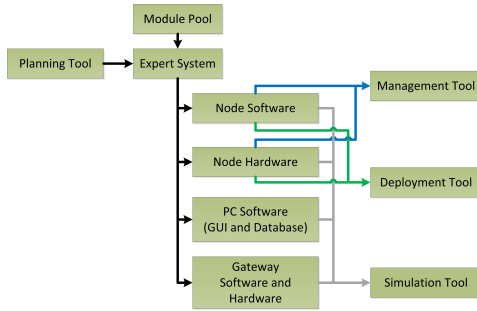 Module Pool
Planning Tool
Expert System
Node Software
Management Tool
Node Hardware
Deployment Tool
PC Software
(GUI and Database)
Gateway
Software and
Hardware
Simulation Tool